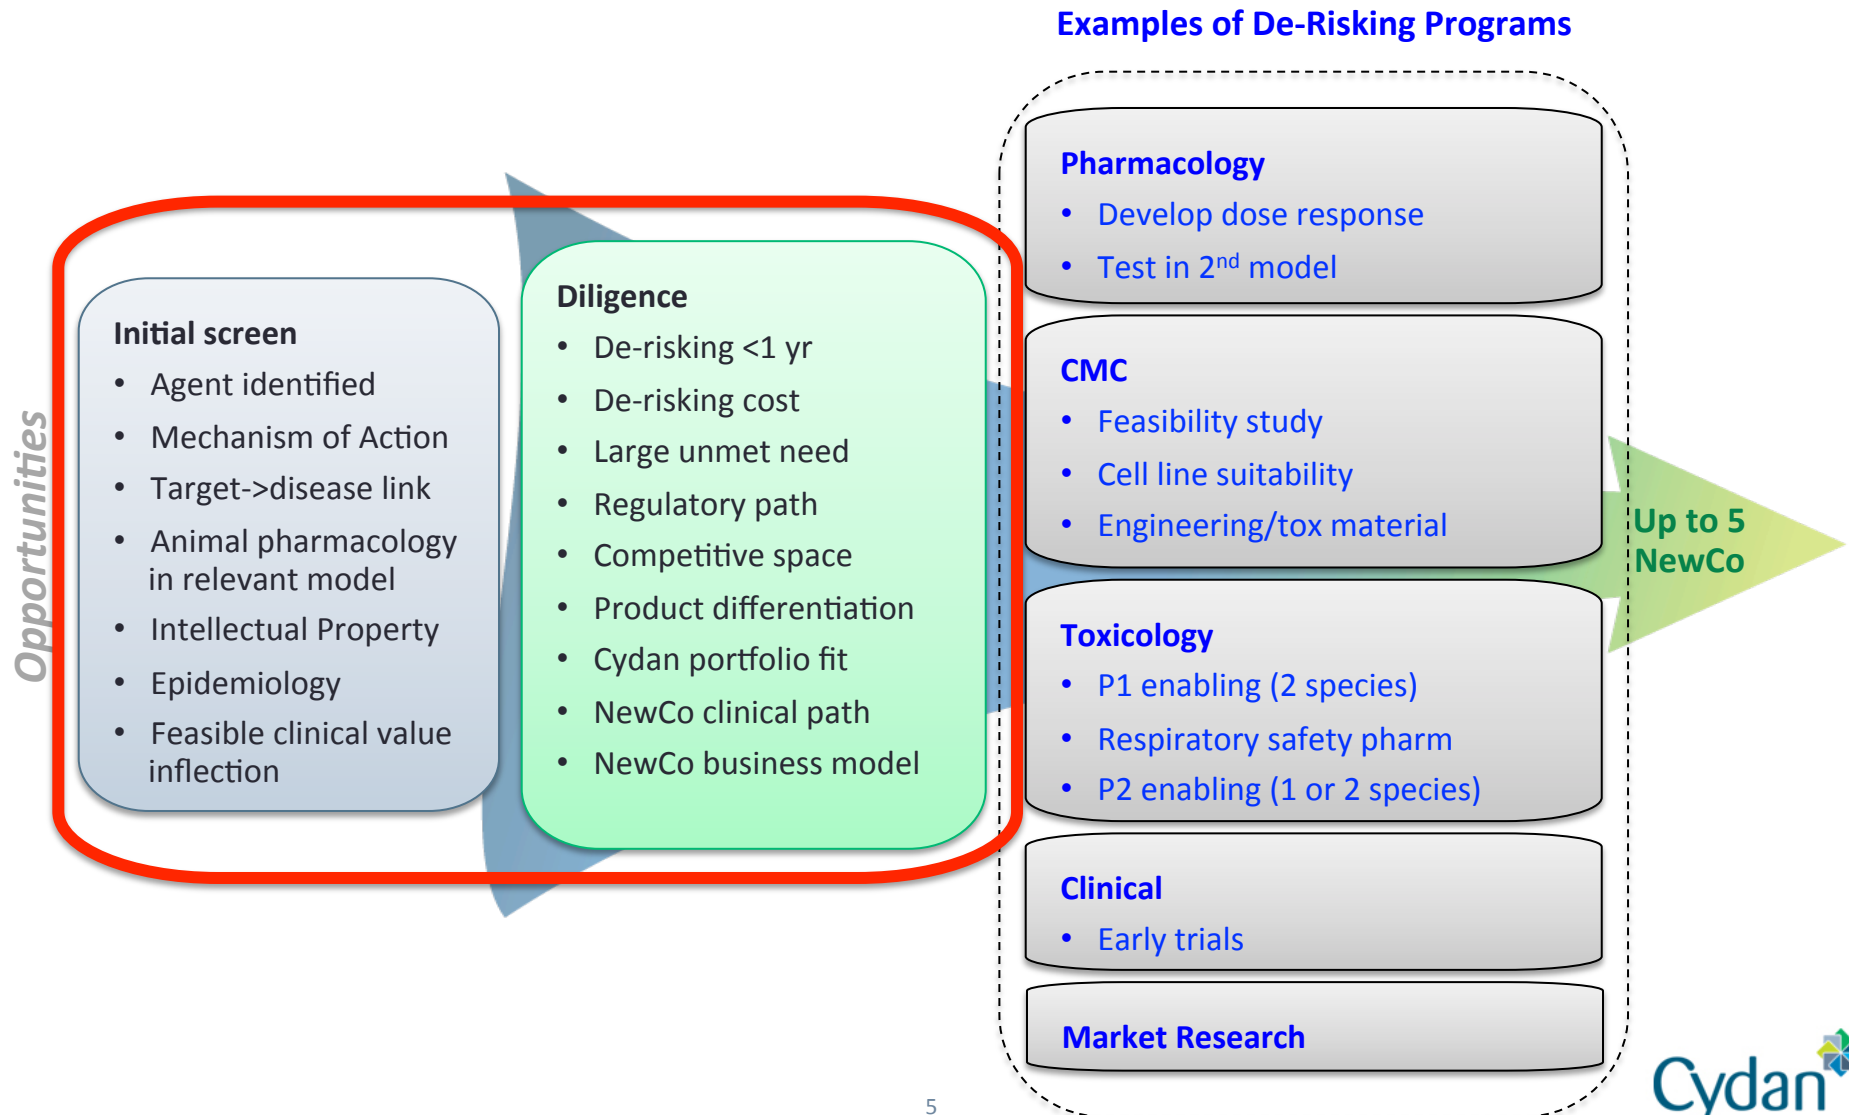 Examples of De-Risking Programs
Opportunities
Initial screen
• Agent identified
• Mechanism of Action
• Target->disease link
• Animal pharmacology
in relevant model
• Intellectual Property
• Epidemiology
• Feasible clinical value
inflection
Diligence
• De-risking <1 yr
• De-risking cost
• Large unmet need
• Regulatory path
• Competitive space
• Product differentiation
• Cydan portfolio fit
• NewCo clinical path
• NewCo business model
Pharmacology
• Develop dose response
• Test in 2nd model
CMC
• Feasibility study
• Cell line suitability
• Engineering/tox material
Toxicology
• P1 enabling (2 species)
• Respiratory safety pharm
• P2 enabling (1 or 2 species)
Clinical
• Early trials
Market Research
Up to 5
NewCo
5
Cydan